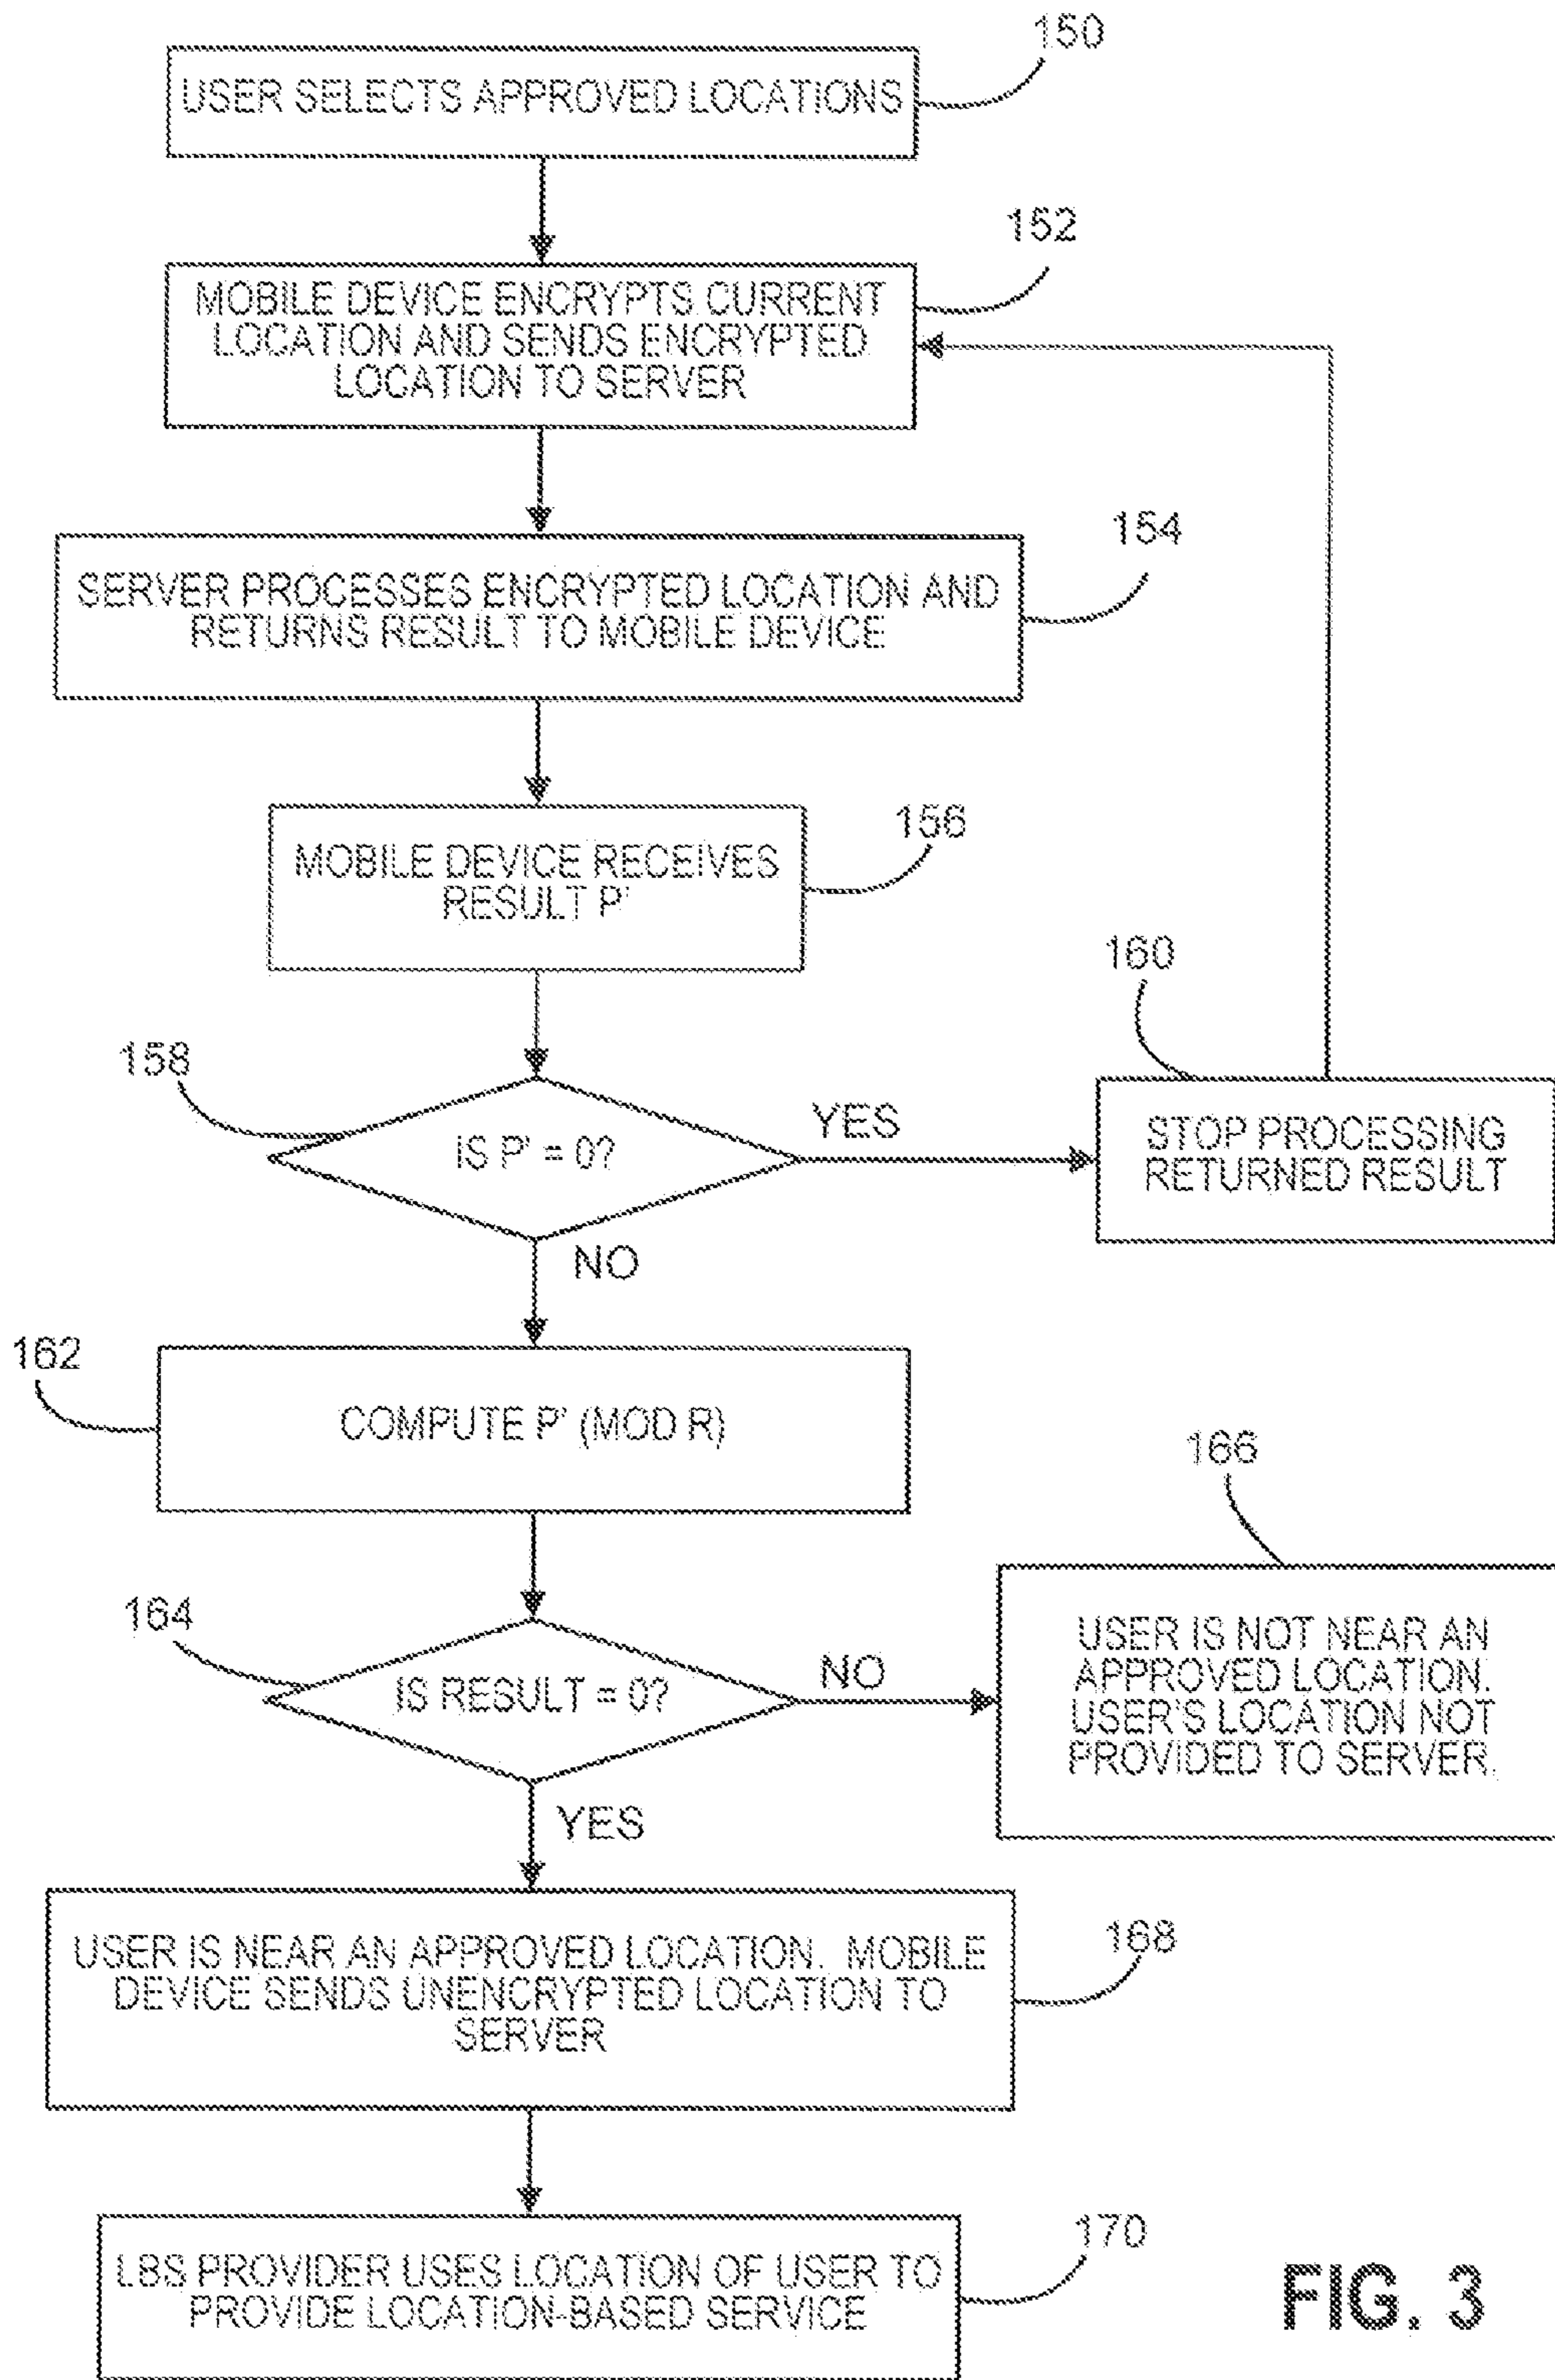 150
USER SELECTS APPROVED LOCATIONS
152
MOBILE DEVICE ENCRYPTS CURRENT
LOCATION AND SENDS ENCRYPTED
LOCATION TO SERVER
154
SERVER PROCESSES ENCRYPTED LOCATION AND
RETURNS RESULT TO MOBILE DEVICE
156
MOBILE DEVICE RECEIVES
RESULT P'
158
IS P' = 0?
YES
160
STOP PROCESSING
RETURNED RESULT
NO
162
COMPUTE P' (MOD R)
164
IS RESULT = 0?
NO
166
USER IS NOT NEAR AN
APPROVED LOCATION.
USER'S LOCATION NOT
PROVIDED TO SERVER.
YES
168
USER IS NEAR AN APPROVED LOCATION. MOBILE
DEVICE SENDS UNENCRYPTED LOCATION TO
SERVER
170
LBS PROVIDER USES LOCATION OF USER TO
PROVIDE LOCATION-BASED SERVICE
FIG. 3